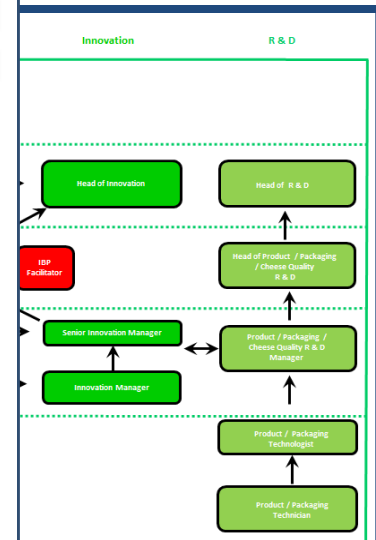 Innovation
R & D
Head of Innovation
Head of  R & D
IBP
Facilitator
Head of Product  / Packaging
/ Cheese Quality
R & D
Senior Innovation Manager
Product / Packaging /
Cheese Quality R & D
Manager
Innovation Manager
Product /  Packaging
Technologist
Product / Packaging
Technician